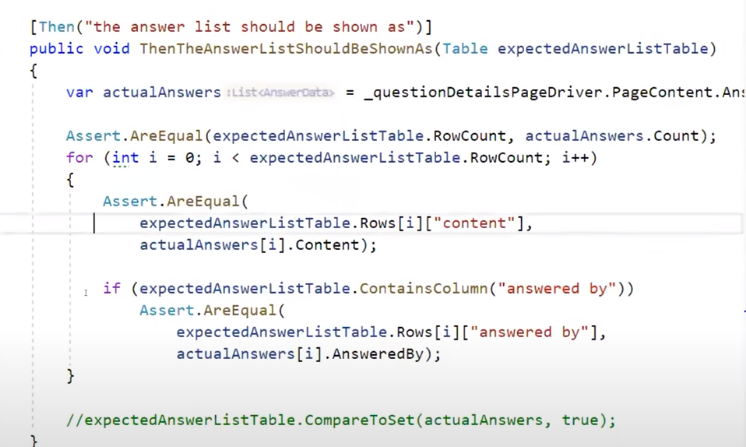 [Then("the answer list should be shown as")]
public void ThenTheAnswerListShouldBeShownAs(Table expectedAnswerListTable)
{
var actualAnswers :List<AnswerData> = _questionDetailsPageDriver.PageContent.Ans
Assert.AreEqual(expectedAnswerListTable.RowCount, actualAnswers.Count);
for (int i = 0; i < expectedAnswerListTable.RowCount; i++)
{
Assert.AreEqual(
expectedAnswerListTable.Rows[i]["content"],
actualAnswers[i].Content);
if (expectedAnswerListTable.ContainsColumn("answered by"))
Assert.AreEqual(
expectedAnswerListTable.Rows[i]["answered by"],
actualAnswers[i].AnsweredBy);
}
//expectedAnswerListTable.CompareToSet(actualAnswers, true);
}